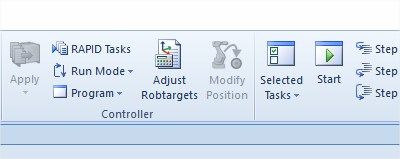 Apply
RAPID Tasks
Run Mode
Program
Adjust
Robtargets
Modify
Position
Controller
Selected
Tasks
Start
Step
Step
Step